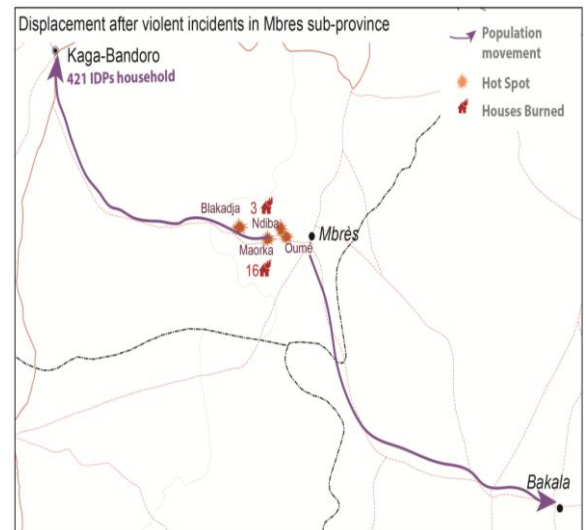 Displacement after violent incidents in Mbres sub-province
Population
movement
Hot Spot
Houses Burned
Kaga-Bandoro
421 IDPs household
Blakadja
3
Ndiba
Mbrès
Maorka
Oumé
16
Bakala